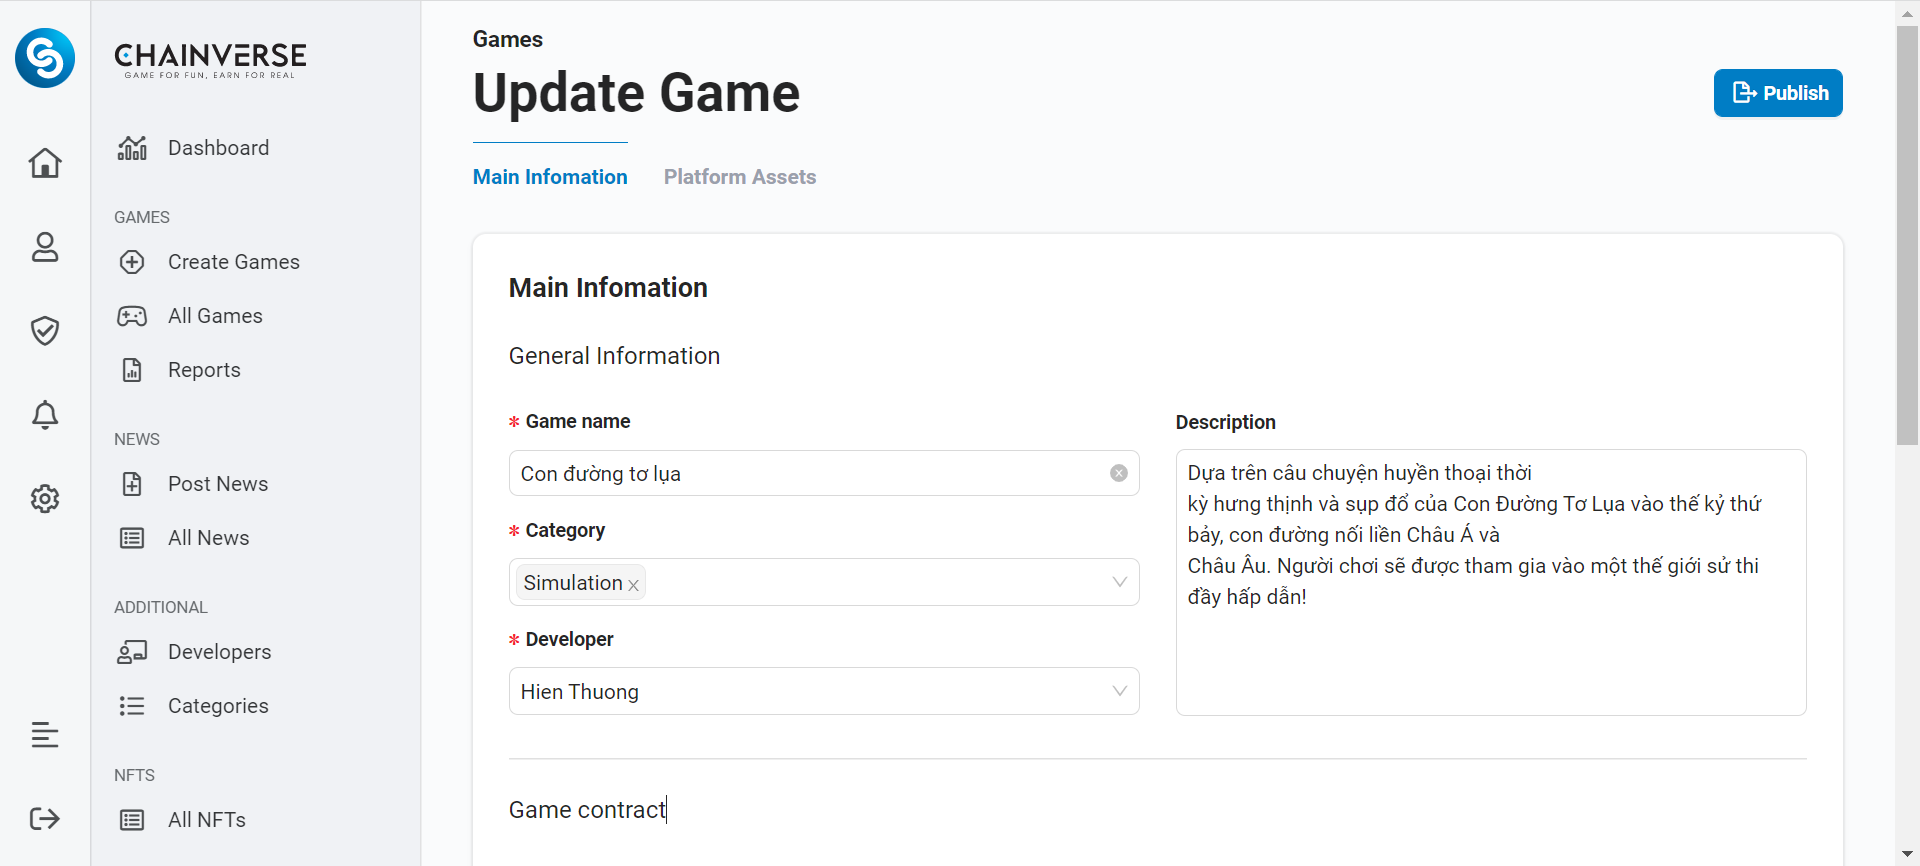 CHAINVERSE
GAME FOR FUN, EARN FOR REAL
Dashboard
GAMES
Create Games
All Games
Reports
NEWS
Post News
All News
ADDITIONAL
Developers
Categories
NFTS
All NFTs
Games
Update Game
Publish
Main Infomation
Platform Assets
Main Infomation
General Information
* Game name
Con đường tơ lụa
* Category
Simulation
* Developer
Hien Thuong
Description
Dựa trên câu chuyện huyền thoại thời
kỳ hưng thịnh và sụp đổ của Con Đường Tơ Lụa vào thế kỷ thứ
bảy, con đường nối liền Châu Á và
Châu Âu. Người chơi sẽ được tham gia vào một thế giới sử thi
đầy hấp dẫn!
Game contract